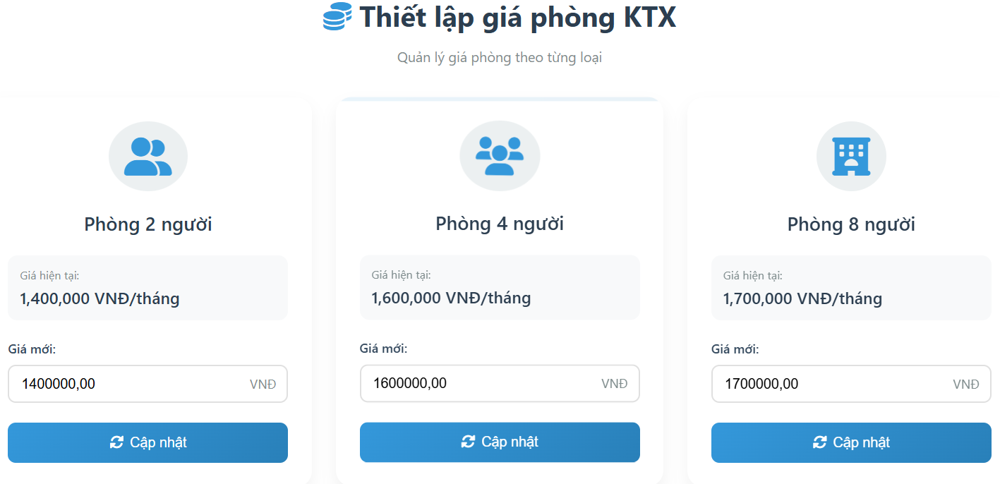 Thiết lập giá phòng KTX
Quản lý giá phòng theo từng loại
Phòng 2 người
Giá hiện tại:
1,400,000 VNĐ/tháng
Giá mới:
1400000,00 VNĐ
Cập nhật
Phòng 4 người
Giá hiện tại:
1,600,000 VNĐ/tháng
Giá mới:
1600000,00 VNĐ
Cập nhật
Phòng 8 người
Giá hiện tại:
1,700,000 VNĐ/tháng
Giá mới:
1700000,00 VNĐ
Cập nhật